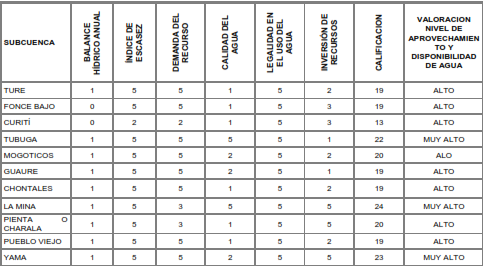 SUBCUENCA BALANCE HÍDRICO ANUAL ÍNDICE DE ESCASEZ DEMANDA DEL RECURSO CALIDAD DEL AGUA LEGALIDAD EN EL USO DEL AGUA INVERSIÓN DE RECURSOS CALIFICACION VALORACION NIVEL DE APROVECHAMIEN TO Y DISPONIBILIDAD DE AGUA
TURE 1 5 5 1 5 2 19 ALTO
FONCE BAJO 0 5 5 1 5 3 19 ALTO
CURITÍ 0 2 2 1 5 3 13 ALTO
TUBUGA 1 5 5 5 5 1 22 MUY ALTO
MOGOTICOS 1 5 5 2 5 2 20 ALO
GUAURE 1 5 5 2 5 1 19 ALTO
CHONTALES 1 5 5 1 5 2 19 ALTO
LA MINA 1 5 3 5 5 5 24 MUY ALTO
PIENTA O CHARALA 1 5 3 1 5 5 20 ALTO
PUEBLO VIEJO 1 5 5 1 5 2 19 ALTO
YAMA 1 5 5 2 5 5 23 MUY ALTO